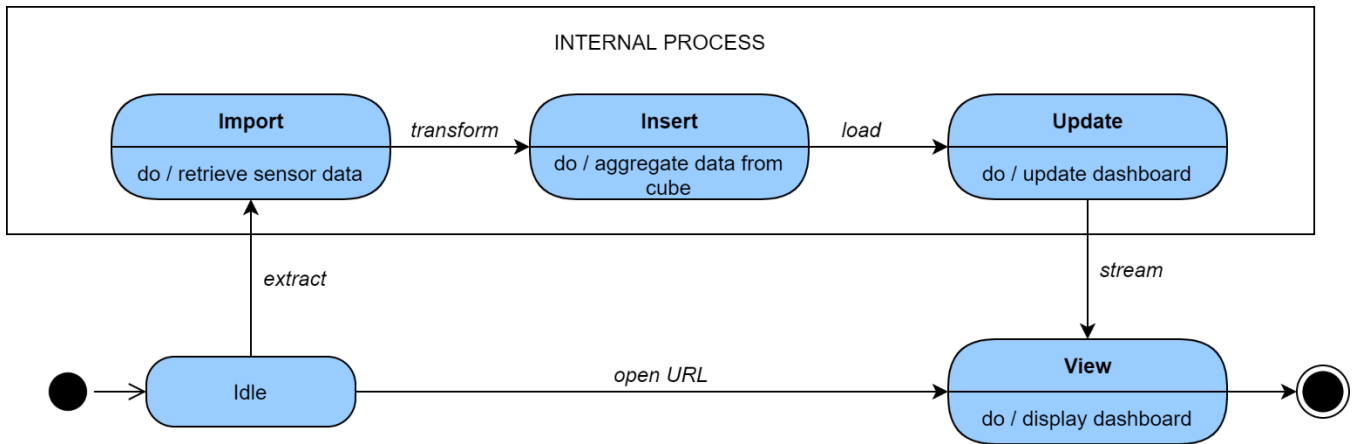 INTERNAL PROCESS
Import
do / retrieve sensor data
transform
Insert
do / aggregate data from
cube
load
Update
do / update dashboard
extract
stream
Idle
open URL
View
do / display dashboard